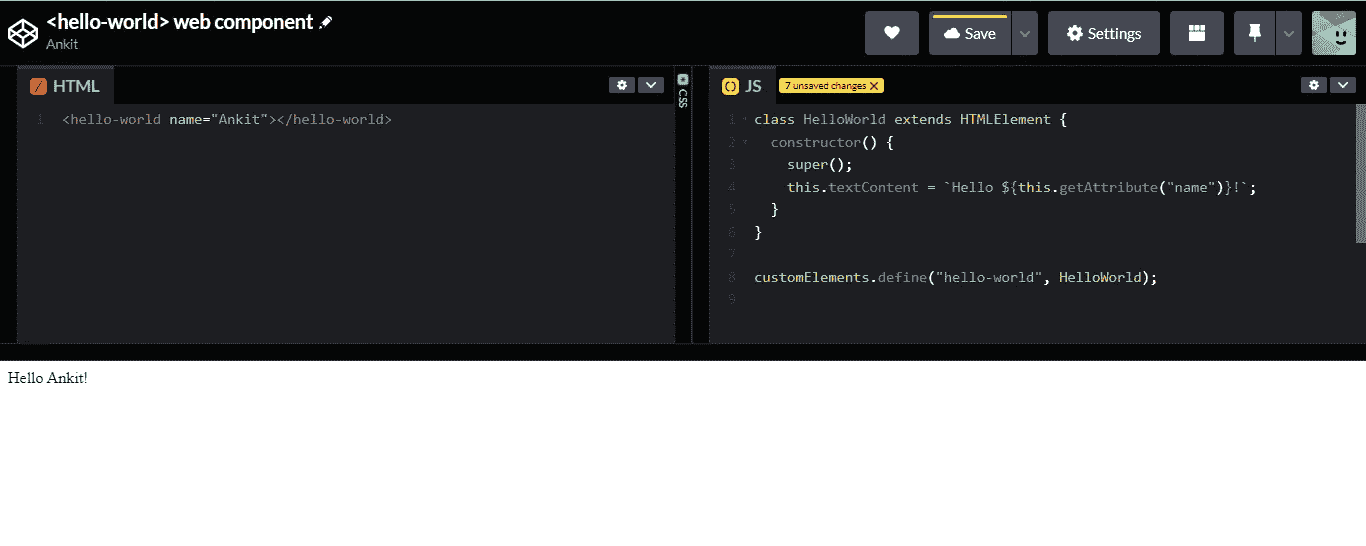 <hello-world> web component
Ankit
Save
Settings
HTML
CSS
JS
7 unsaved changes X
1 <hello-world name="Ankit"></hello-world>
1 class HelloWorld extends HTMLElement {
2 constructor() {
3 super();
4 this.textContent = `Hello ${this.getAttribute("name")}!`;
5 }
6 }
7
8 customElements.define("hello-world", HelloWorld);
9
Hello Ankit!